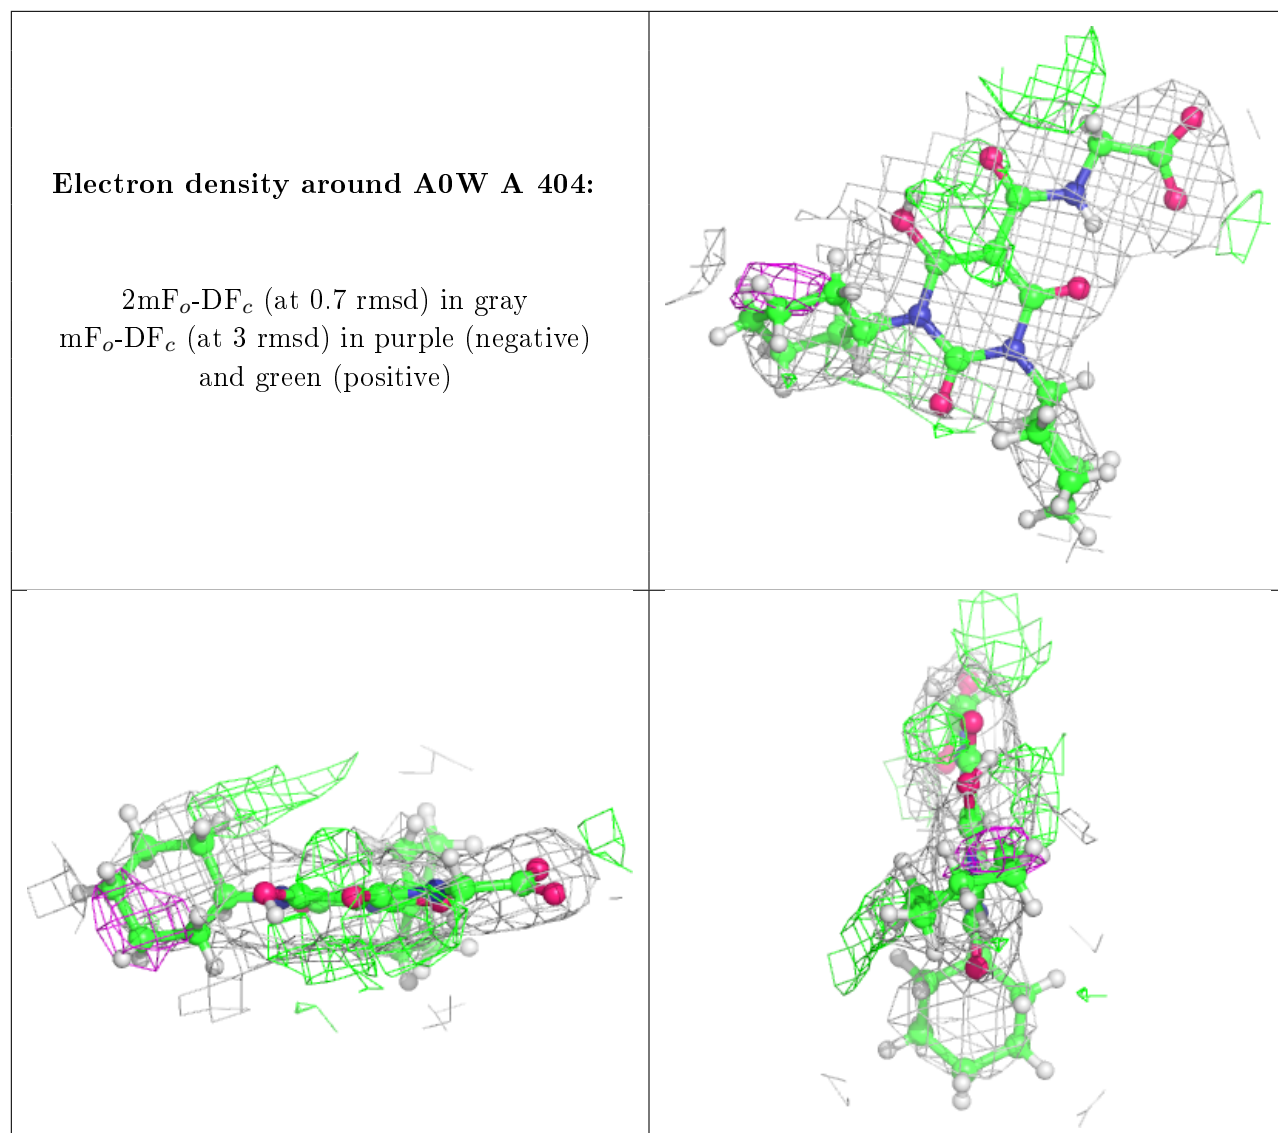 Electron density around A0W A 404:
2mFo-DFc (at 0.7 rmsd) in gray
mFo-DFc (at 3 rmsd) in purple (negative)
and green (positive)